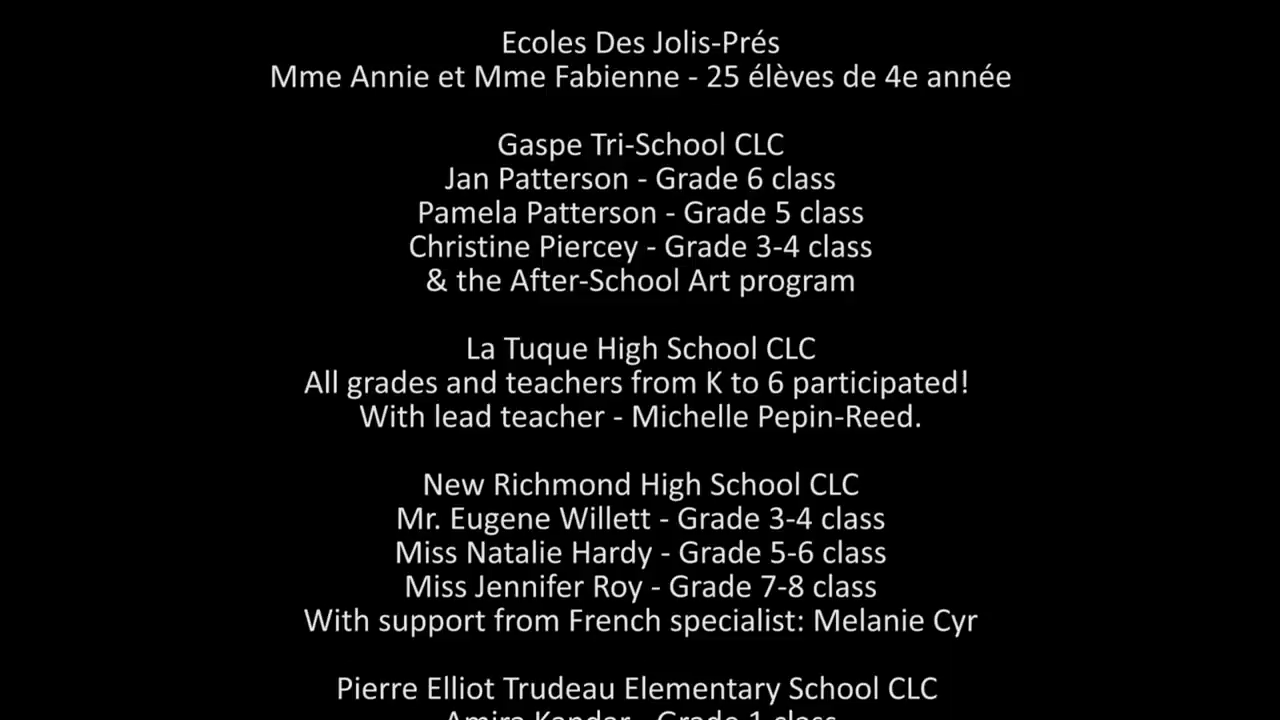 Ecoles Des Jolis-Prés
Mme Annie et Mme Fabienne - 25 élèves de 4e année
Gaspe Tri-School CLC
Jan Patterson - Grade 6 class
Pamela Patterson - Grade 5 class
Christine Piercey - Grade 3-4 class
& the After-School Art program
La Tuque High School CLC
All grades and teachers from K to 6 participated!
With lead teacher - Michelle Pepin-Reed.
New Richmond High School CLC
Mr. Eugene Willett - Grade 3-4 class
Miss Natalie Hardy - Grade 5-6 class
Miss Jennifer Roy - Grade 7-8 class
With support from French specialist: Melanie Cyr
Pierre Elliot Trudeau Elementary School CLC
Amira Kandar - Grade 1 class